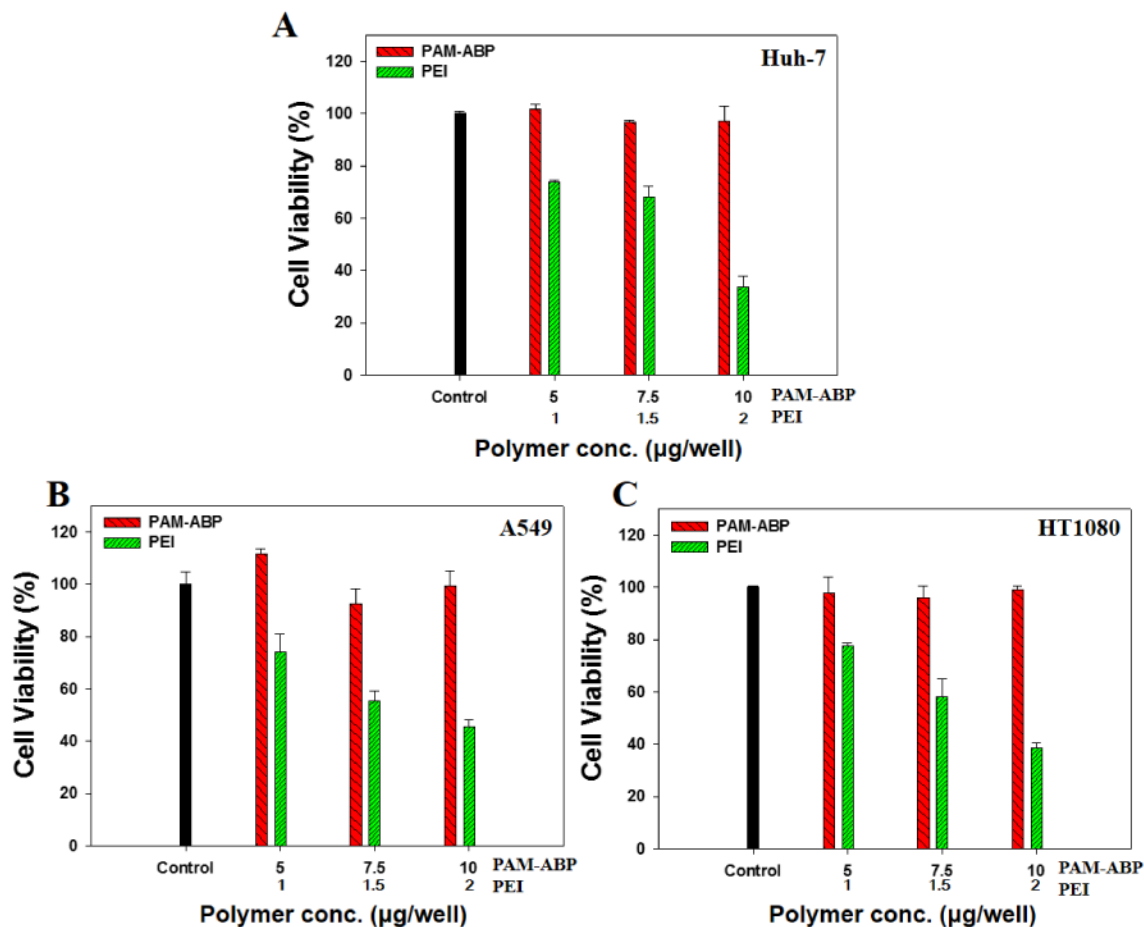 A
PAM-ABP
PEI
Huh-7
Cell Viability (%)
120
100
80
60
40
20
0
Control 5 7.5 10 PAM-ABP
1 1.5 2 PEI
Polymer conc. (µg/well)
B
PAM-ABP
PEI
A549
Cell Viability (%)
120
100
80
60
40
20
0
Control 5 7.5 10 PAM-ABP
1 1.5 2 PEI
Polymer conc. (µg/well)
C
PAM-ABP
PEI
HT1080
Cell Viability (%)
120
100
80
60
40
20
0
Control 5 7.5 10 PAM-ABP
1 1.5 2 PEI
Polymer conc. (µg/well)